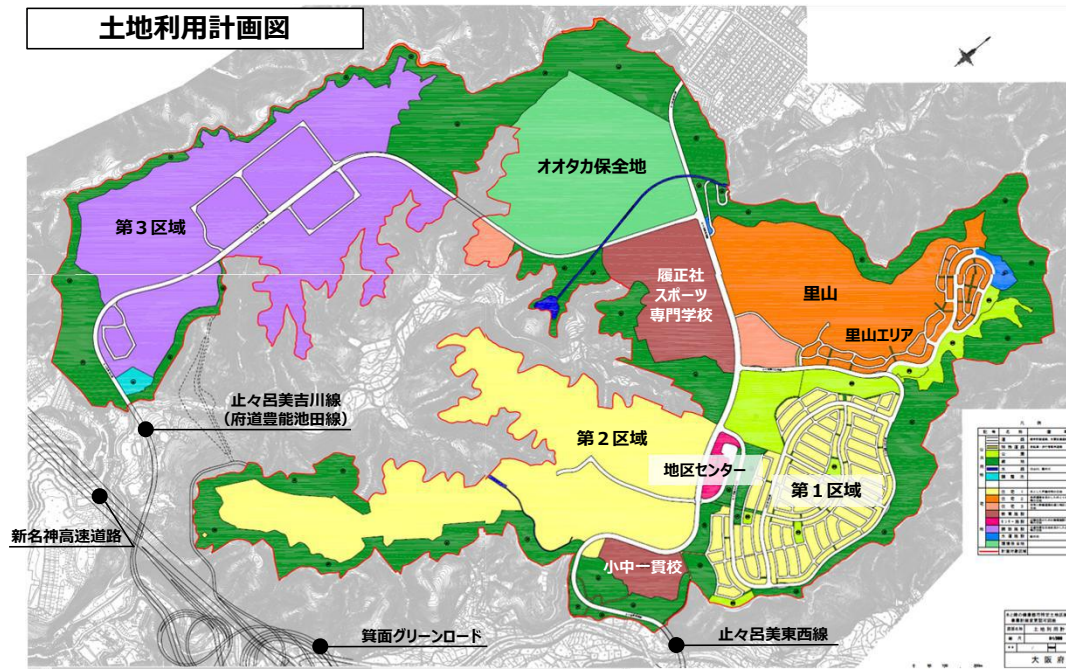 土地利用計画図
オオタカ保全地
第3区域
履正社
スポーツ
専門学校
里山
里山エリア
止々呂美吉川線
(府道豊能池田線)
第2区域
地区センター
第1区域
新名神高速道路
小中一貫校
箕面グリーンロード
止々呂美東西線
大阪府